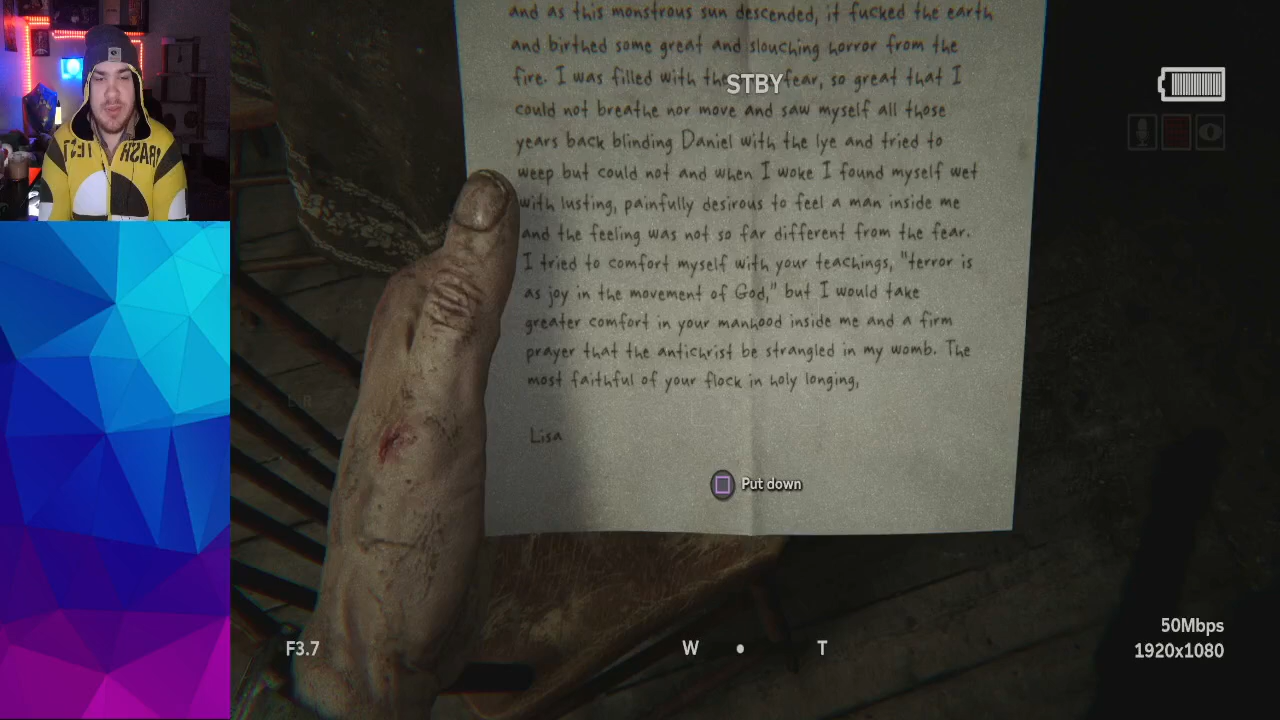 and as this monstrous sun descended, it fucked the earth
and birthed some great and slouching horror from the
fire. I was filled with the fear, so great that I
STBY
could not breathe nor move and saw myself all those
years back blinding Daniel with the lye and tried to
weep but could not and when I woke I found myself wet
with lusting, painfully desirous to feel a man inside me
and the feeling was not so far different from the fear.
I tried to comfort myself with your teachings, "terror is
as joy in the movement of God," but I would take
greater comfort in your manhood inside me and a firm
prayer that the antichrist be strangled in my womb. The
most faithful of your flock in holy longing,
Lisa
Put down
F3.7
W
T
50Mbps
1920x1080